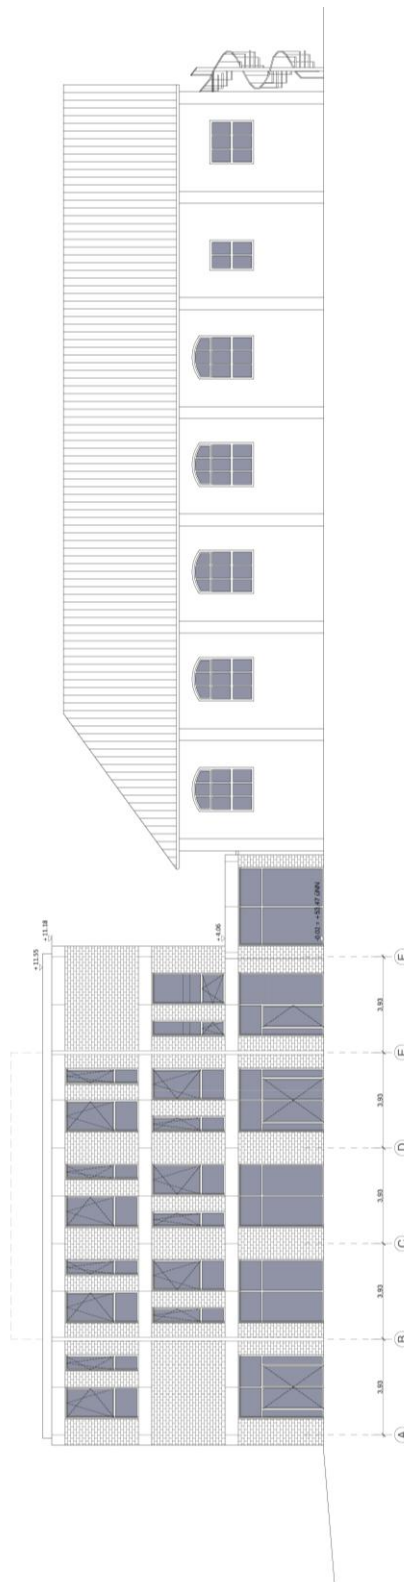 + 11.55
+ 11.18
+ 4.06
-0.02 = +53.47 ÜNN
3.93 3.93 3.93 3.93 3.93
A B C D E F